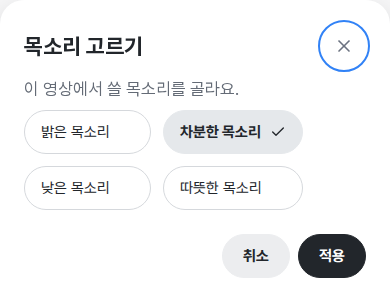 목소리 고르기
이 영상에서 쓸 목소리를 골라요.
밝은 목소리
차분한 목소리
낮은 목소리
따뜻한 목소리
취소
적용